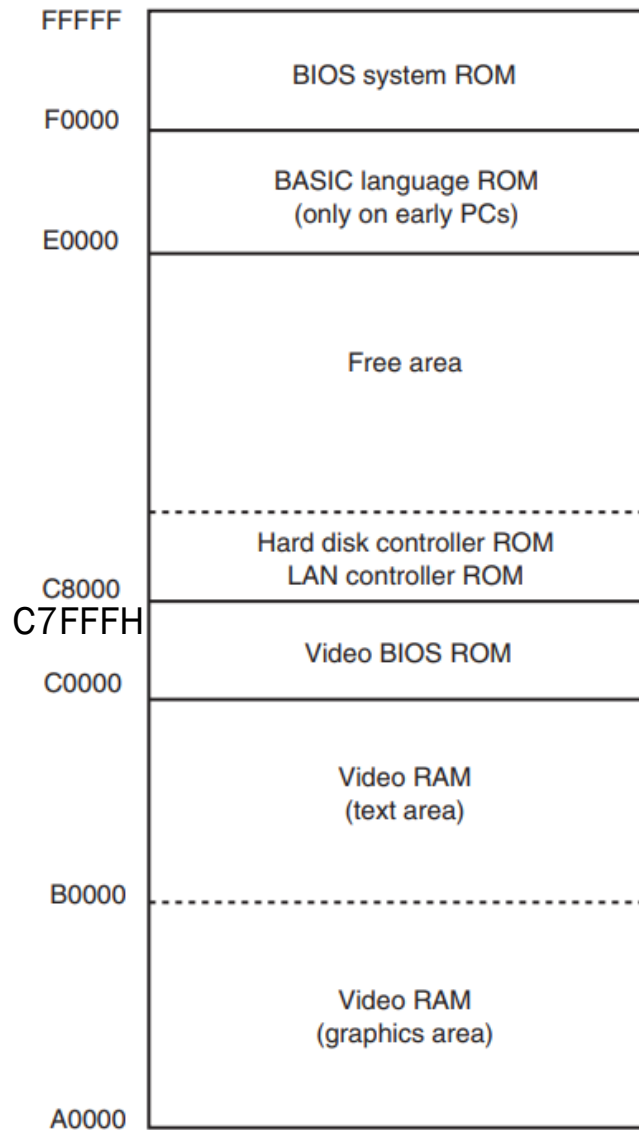 FFFFF
BIOS system ROM
F0000
BASIC language ROM
(only on early PCs)
E0000
Free area
Hard disk controller ROM
LAN controller ROM
C8000
C7FFFH
Video BIOS ROM
C0000
Video RAM
(text area)
B0000
Video RAM
(graphics area)
A0000